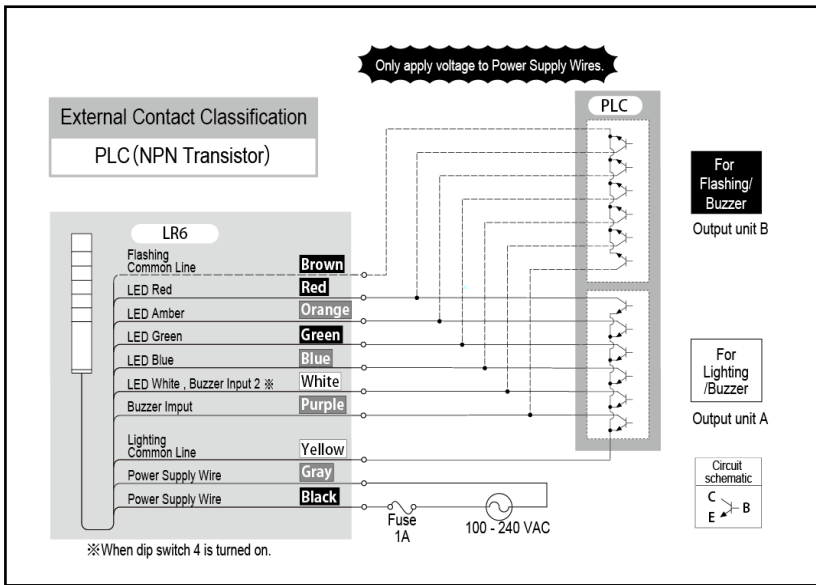 Only apply voltage to Power Supply Wires.
External Contact Classification
PLC(NPN Transistor)
PLC
For
Flashing/
Buzzer
Output unit B
LR6
Flashing
Common Line
Brown
LED Red
Red
LED Amber
Orange
LED Green
Green
LED Blue
Blue
LED White , Buzzer Input 2 ※
White
Buzzer Imput
Purple
Lighting
Common Line
Yellow
Power Supply Wire
Gray
Power Supply Wire
Black
Fuse
1A
100 - 240 VAC
For
Lighting
/Buzzer
Output unit A
Circuit
schematic
C
B
E
※When dip switch 4 is turned on.